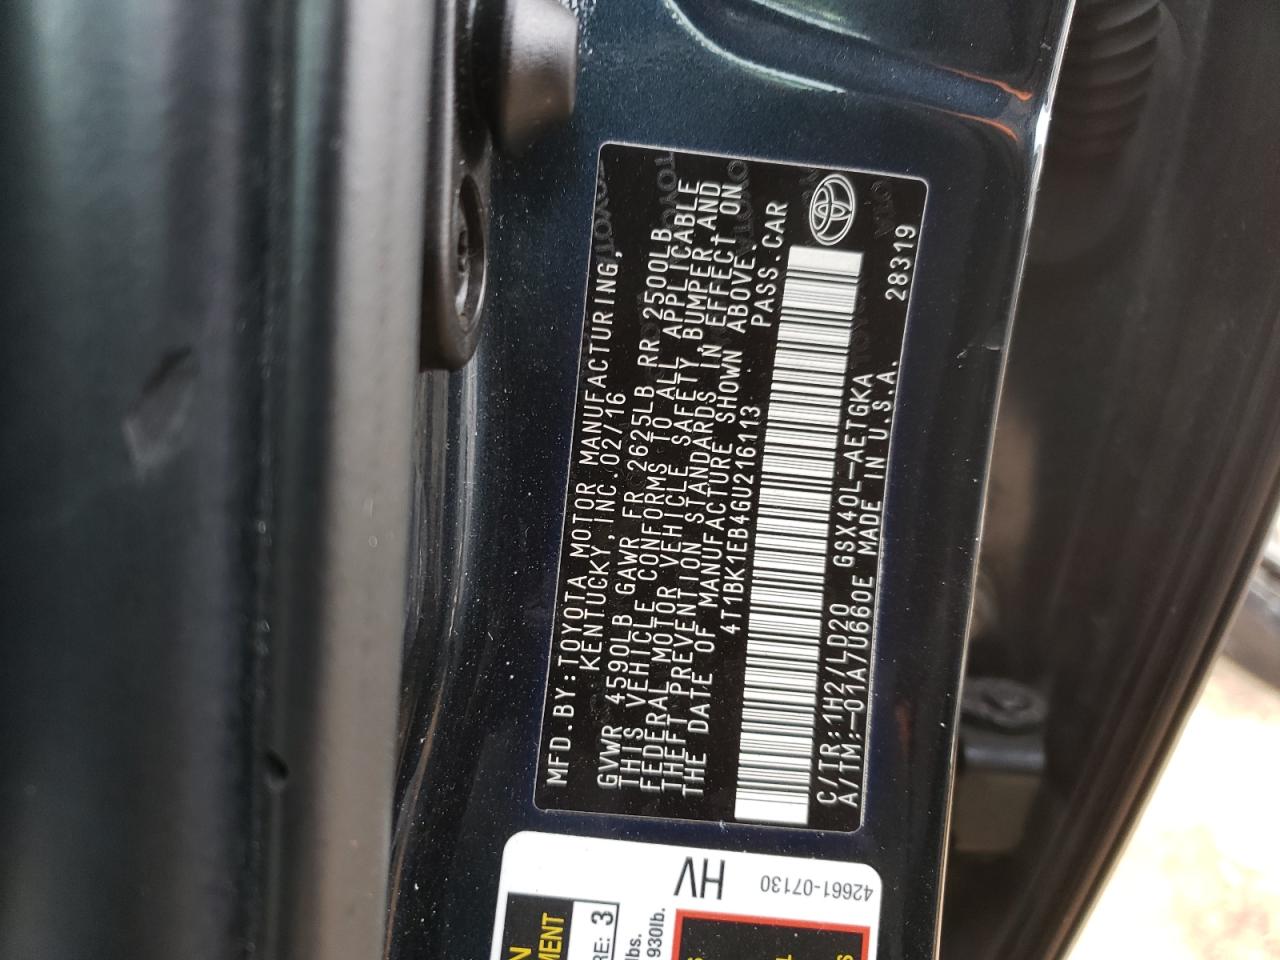 MFD.BY:TOYOTA MOTOR MANUFACTURING,
KENTUCKY,INC.02/16
GVWR 4590LB GAWR FR 2625LB RR 2500LB
THIS VEHICLE CONFORMS TO ALL APPLICABLE
FEDERAL MOTOR VEHICLE SAFETY,BUMPER,AND
THEFT PREVENTION STANDARDS IN EFFECT ON
THE DATE OF MANUFACTURE SHOWN ABOVE.
4T1BK1EB4GU216113 PASS.CAR
C/TR:1H2/LD20 GSX40L-AETGKA
A/TM:-01A/U660E MADE IN U.S.A. 28319
HV
42661-07130
3
930lb.